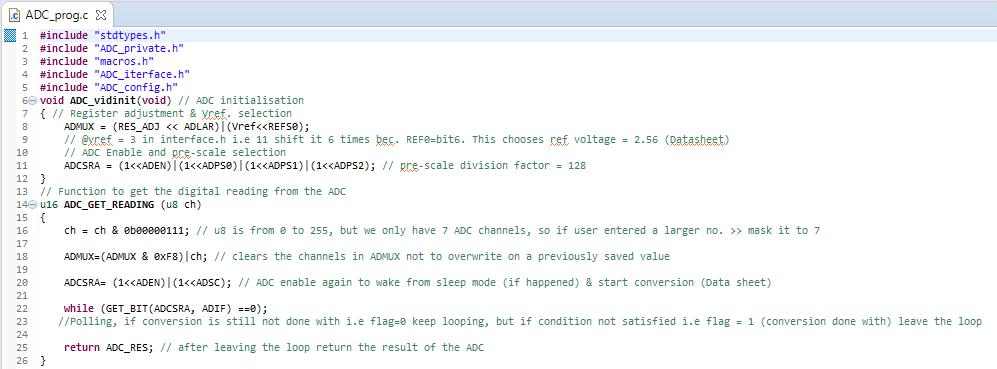 ADC_prog.c
1 #include "stdtypes.h"
2 #include "ADC_private.h"
3 #include "macros.h"
4 #include "ADC_iterface.h"
5 #include "ADC_config.h"
6 void ADC_vidinit(void) // ADC initialisation
7 { // Register adjustment & Vref. selection
8 ADMUX = (RES_ADJ << ADLAR)|(Vref<<REFS0);
9 // @vref = 3 in interface.h i.e 11 shift it 6 times bec. REF0=bit6. This chooses ref voltage = 2.56 (Datasheet)
10 // ADC Enable and pre-scale selection
11 ADCSRA = (1<<ADEN)|(1<<ADPS0)|(1<<ADPS1)|(1<<ADPS2); // pre-scale division factor = 128
12 }
13 // Function to get the digital reading from the ADC
14 u16 ADC_GET_READING (u8 ch)
15 {
16 ch = ch & 0b00000111; // u8 is from 0 to 255, but we only have 7 ADC channels, so if user entered a larger no. >> mask it to 7
17
18 ADMUX=(ADMUX & 0xF8)|ch; // clears the channels in ADMUX not to overwrite on a previously saved value
19
20 ADCSRA= (1<<ADEN)|(1<<ADSC); // ADC enable again to wake from sleep mode (if happened) & start conversion (Data sheet)
21
22 while (GET_BIT(ADCSRA, ADIF) ==0);
23 //Polling, if conversion is still not done with i.e flag=0 keep looping, but if condition not satisfied i.e flag = 1 (conversion done with) leave the loop
24
25 return ADC_RES; // after leaving the loop return the result of the ADC
26 }